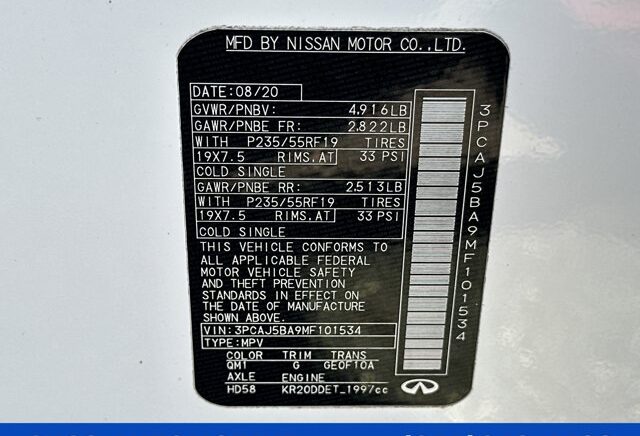 MFD BY NISSAN MOTOR CO.,LTD.
DATE:08/20
GVWR/PNBV: 4,916LB
GAWR/PNBE FR: 2,822LB
WITH P235/55RF19 TIRES
19X7.5 RIMS.AT 33 PSI
COLD SINGLE
GAWR/PNBE RR: 2,513LB
WITH P235/55RF19 TIRES
19X7.5 RIMS.AT 33 PSI
COLD SINGLE
THIS VEHICLE CONFORMS TO
ALL APPLICABLE FEDERAL
MOTOR VEHICLE SAFETY
AND THEFT PREVENTION
STANDARDS IN EFFECT ON
THE DATE OF MANUFACTURE
SHOWN ABOVE.
VIN:3PCAJ5BA9MF101534
TYPE:MPV
COLOR TRIM TRANS
QM1 G GE0F10A
AXLE ENGINE
HD58 KR20DDET_1997cc
3PCAJ5BA9MF101534